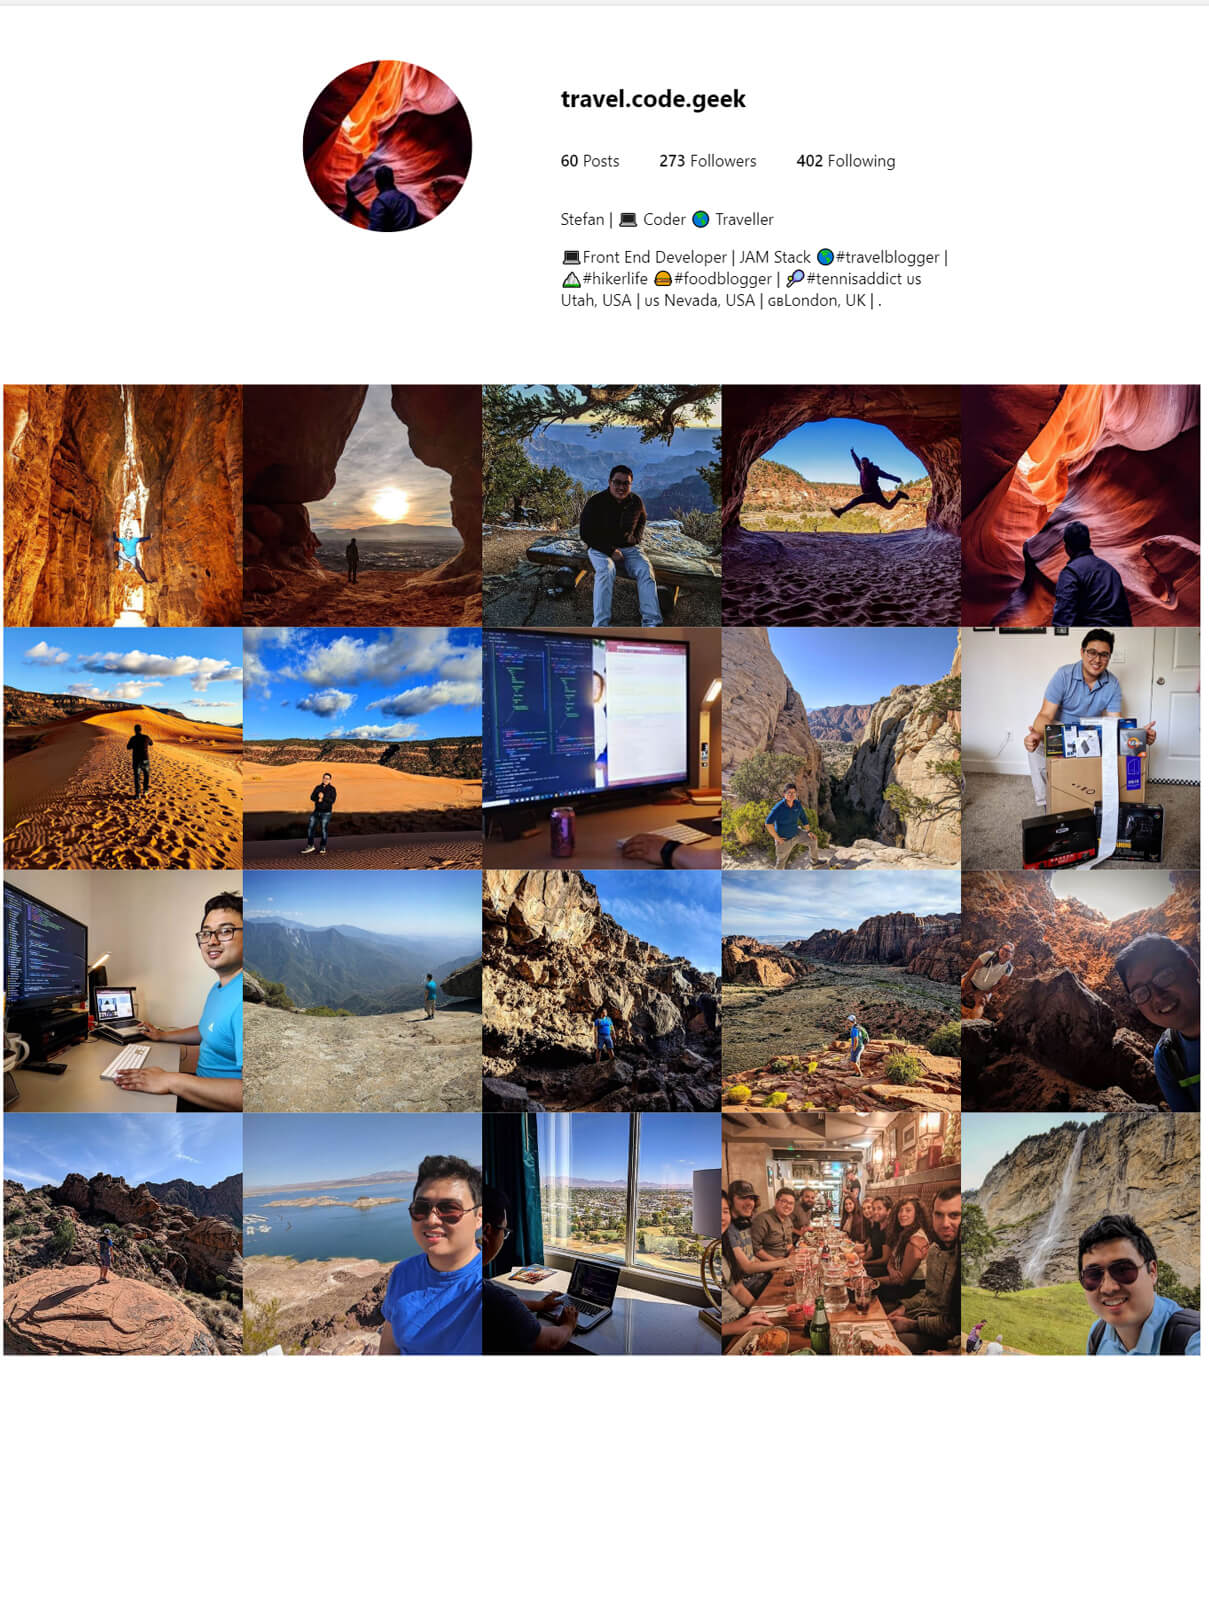 travel.code.geek
60 Posts 273 Followers 402 Following
Stefan | 💻 Coder 🌎 Traveller
💻Front End Developer | JAM Stack 🌎#travelblogger |
🏔#hikerlife 🍔#foodblogger | 🎾#tennisaddict us
Utah, USA | us Nevada, USA | GBLondon, UK | .